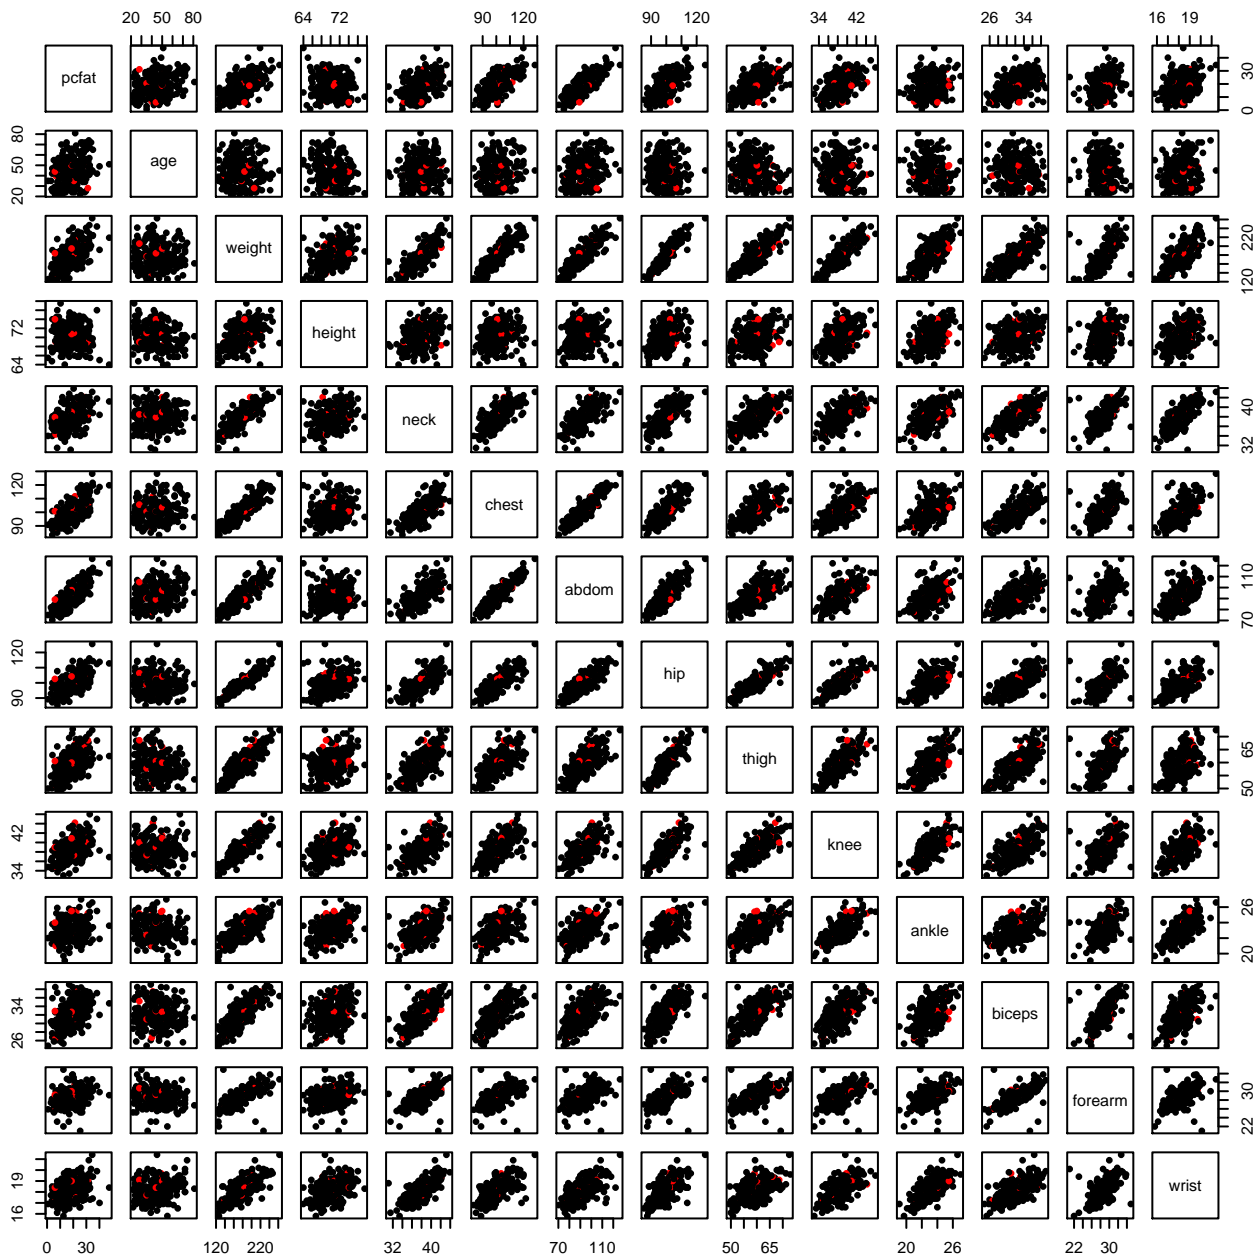 20 50 80 64 72 90 120 90 120 34 42 26 34 16 19
pcfat 0 30
20 50 80 age
weight 120 220
64 72 height
neck 32 40
90 120 chest
abdom 70 110
90 120 hip
thigh 50 65
34 42 knee
ankle 20 26
26 34 biceps
forearm 22 30
16 19 wrist
0 30 120 220 32 40 70 110 50 65 20 26 22 30